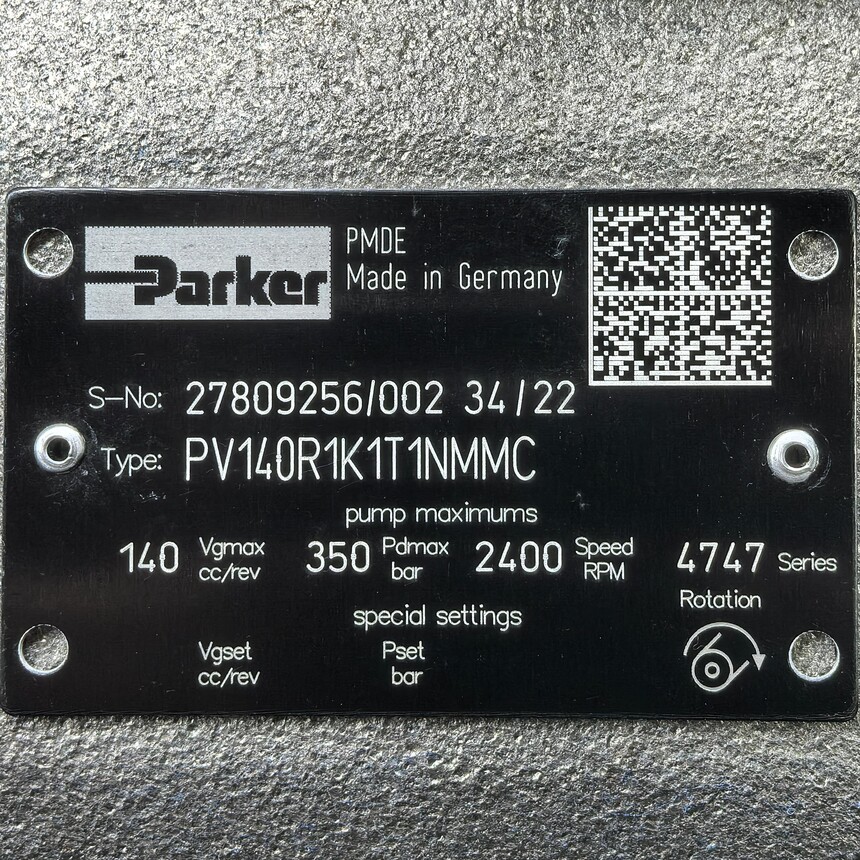 Parker
PMDE
Made in Germany
S-No: 27809256/002 34/22
Type: PV140R1K1T1NMMC
pump maximums
140 Vgmax cc/rev 350 Pdmax bar 2400 Speed RPM 4747 Series
Rotation
special settings
Vgset cc/rev Pset bar